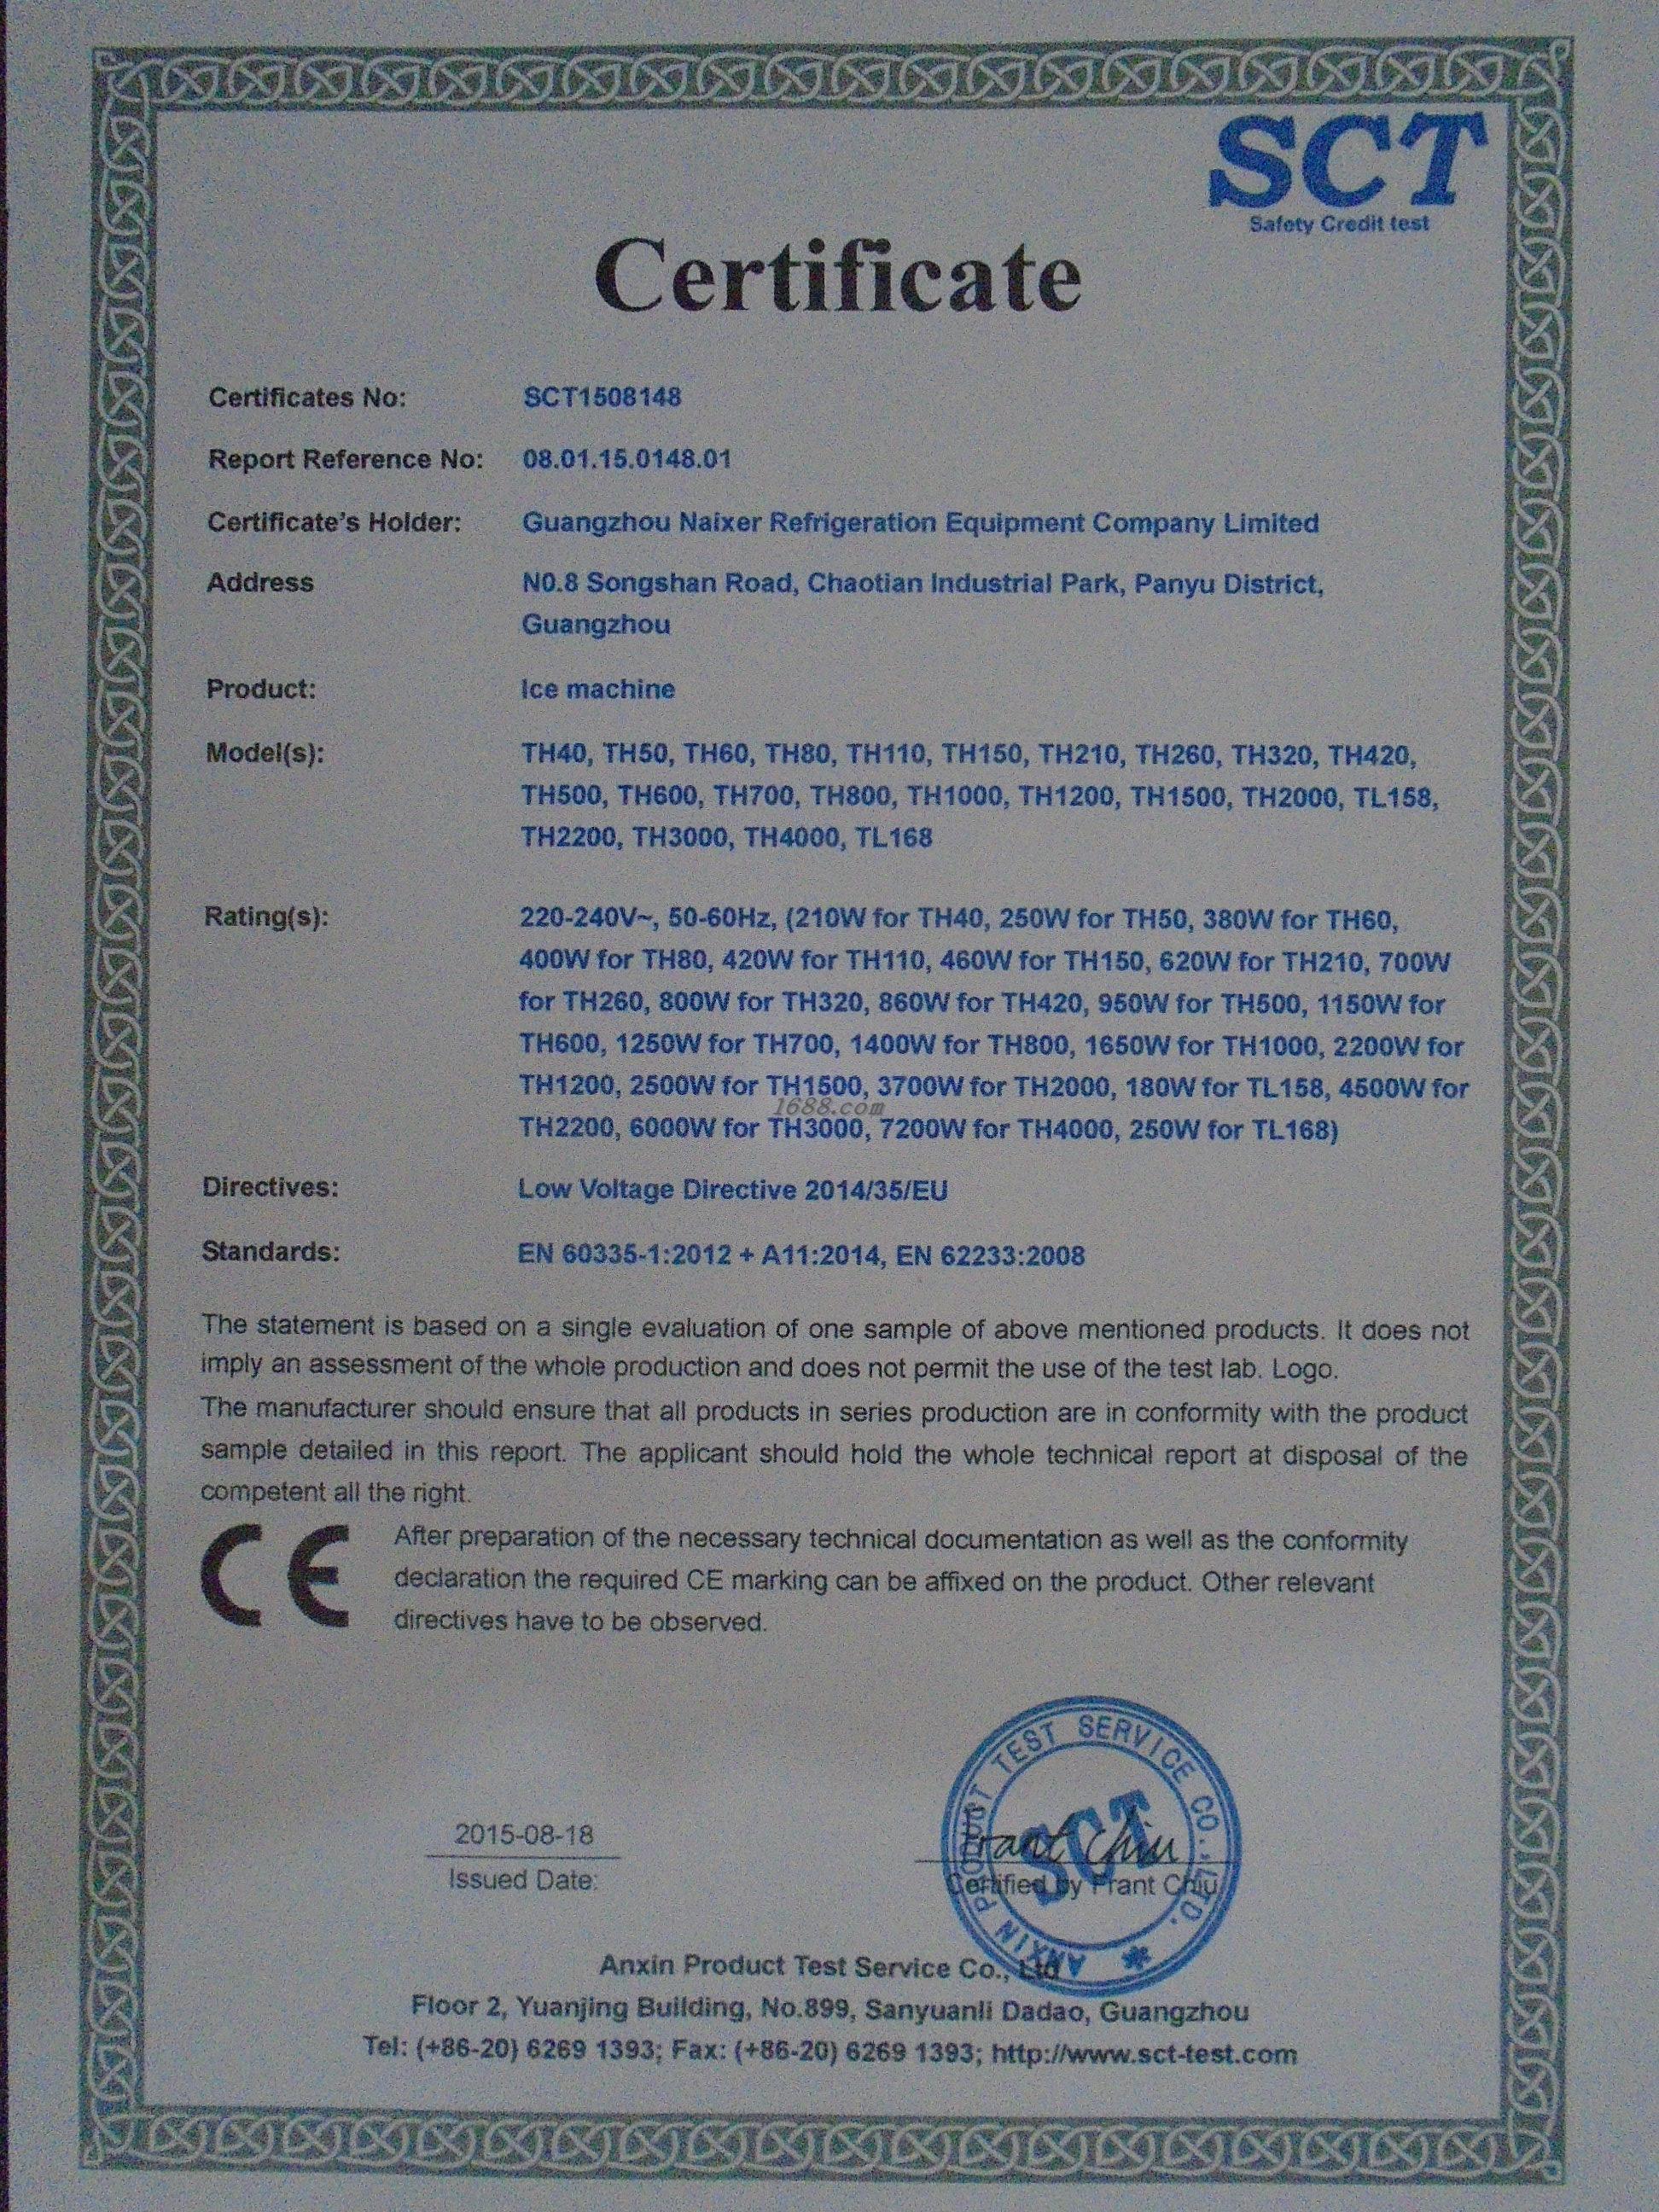 SCT
Safety Credit test
Certificate
Certificates No: SCT1508148
Report Reference No: 08.01.15.0148.01
Certificate's Holder: Guangzhou Naixer Refrigeration Equipment Company Limited
Address N0.8 Songshan Road, Chaotian Industrial Park, Panyu District,
Guangzhou
Product: Ice machine
Model(s): TH40, TH50, TH60, TH80, TH110, TH150, TH210, TH260, TH320, TH420,
TH500, TH600, TH700, TH800, TH1000, TH1200, TH1500, TH2000, TL158,
TH2200, TH3000, TH4000, TL168
Rating(s): 220-240V~, 50-60Hz, (210W for TH40, 250W for TH50, 380W for TH60,
400W for TH80, 420W for TH110, 460W for TH150, 620W for TH210, 700W
for TH260, 800W for TH320, 860W for TH420, 950W for TH500, 1150W for
TH600, 1250W for TH700, 1400W for TH800, 1650W for TH1000, 2200W for
TH1200, 2500W for TH1500, 3700W for TH2000, 180W for TL158, 4500W for
1688.com
TH2200, 6000W for TH3000, 7200W for TH4000, 250W for TL168)
Directives: Low Voltage Directive 2014/35/EU
Standards: EN 60335-1:2012 + A11:2014, EN 62233:2008
The statement is based on a single evaluation of one sample of above mentioned products. It does not
imply an assessment of the whole production and does not permit the use of the test lab. Logo.
The manufacturer should ensure that all products in series production are in conformity with the product
sample detailed in this report. The applicant should hold the whole technical report at disposal of the
competent all the right.
CE
After preparation of the necessary technical documentation as well as the conformity
declaration the required CE marking can be affixed on the product. Other relevant
directives have to be observed.
ANXIN PRODUCT TEST SERVICE CO., LTD.
SCT
2015-08-18 Frant Chiu
Issued Date: Certified by Frant Chiu
Anxin Product Test Service Co., Ltd
Floor 2, Yuanjing Building, No.899, Sanyuanli Dadao, Guangzhou
Tel: (+86-20) 6269 1393; Fax: (+86-20) 6269 1393; http://www.sct-test.com